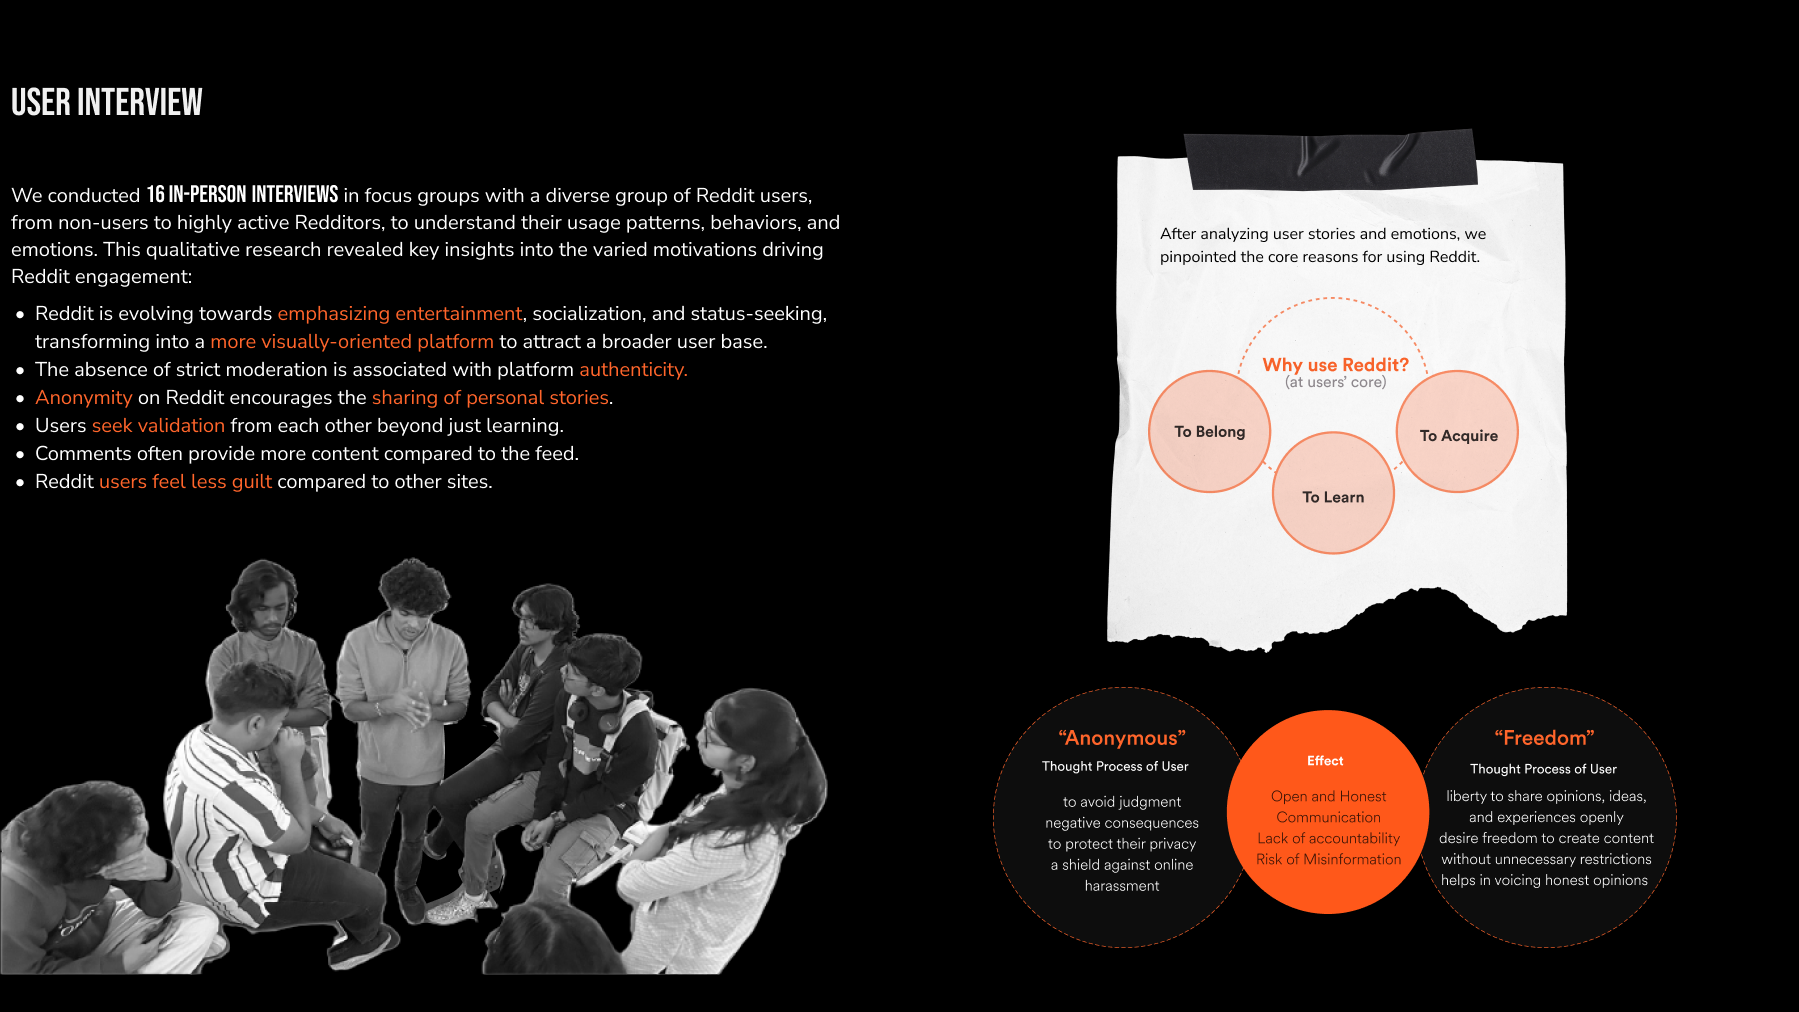 USER INTERVIEW
We conducted 16 IN-PERSON INTERVIEWS in focus groups with a diverse group of Reddit users,
from non-users to highly active Redditors, to understand their usage patterns, behaviors, and
emotions. This qualitative research revealed key insights into the varied motivations driving
Reddit engagement:
• Reddit is evolving towards emphasizing entertainment, socialization, and status-seeking,
transforming into a more visually-oriented platform to attract a broader user base.
• The absence of strict moderation is associated with platform authenticity.
• Anonymity on Reddit encourages the sharing of personal stories.
• Users seek validation from each other beyond just learning.
• Comments often provide more content compared to the feed.
• Reddit users feel less guilt compared to other sites.
After analyzing user stories and emotions, we
pinpointed the core reasons for using Reddit.
Why use Reddit?
(at users' core)
To Belong
To Learn
To Acquire
“Anonymous”
Thought Process of User
to avoid judgment
negative consequences
to protect their privacy
a shield against online
harassment
Effect
Open and Honest
Communication
Lack of accountability
Risk of Misinformation
“Freedom”
Thought Process of User
liberty to share opinions, ideas,
and experiences openly
desire freedom to create content
without unnecessary restrictions
helps in voicing honest opinions